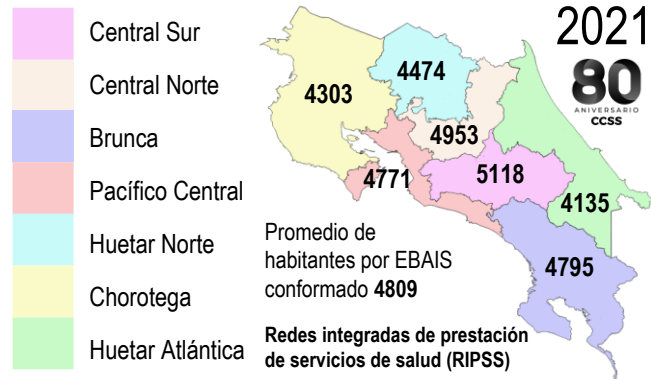 Central Sur
Central Norte
Brunca
Pacífico Central
Huetar Norte
Chorotega
Huetar Atlántica
2021
80
ANIVERSARIO
CCSS
4303
4474
4953
4771
5118
4135
4795
Promedio de
habitantes por EBAIS
conformado 4809
Redes integradas de prestación
de servicios de salud (RIPSS)